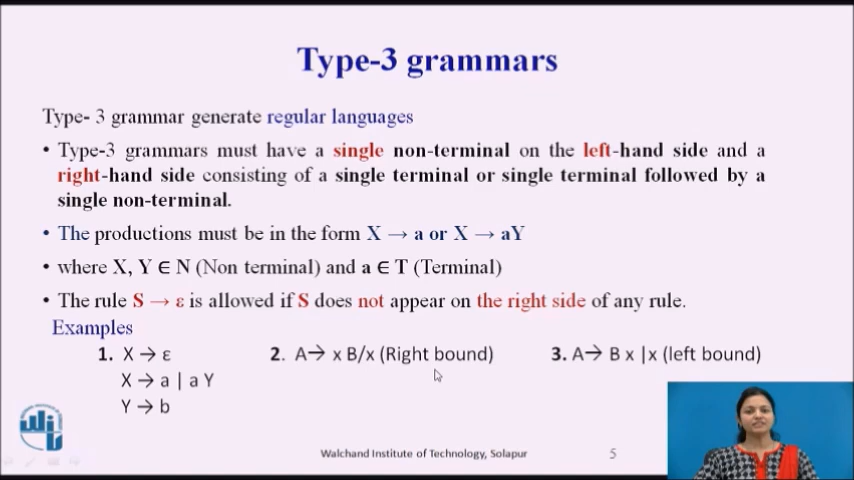 Type-3 grammars
Type- 3 grammar generate regular languages
• Type-3 grammars must have a single non-terminal on the left-hand side and a
right-hand side consisting of a single terminal or single terminal followed by a
single non-terminal.
• The productions must be in the form X → a or X → aY
• where X, Y ∈ N (Non terminal) and a ∈ T (Terminal)
• The rule S → ε is allowed if S does not appear on the right side of any rule.
Examples
1. X → ε
X → a | a Y
Y → b
2. A→ x B/x (Right bound)
3. A→ B x |x (left bound)
Walchand Institute of Technology, Solapur
5